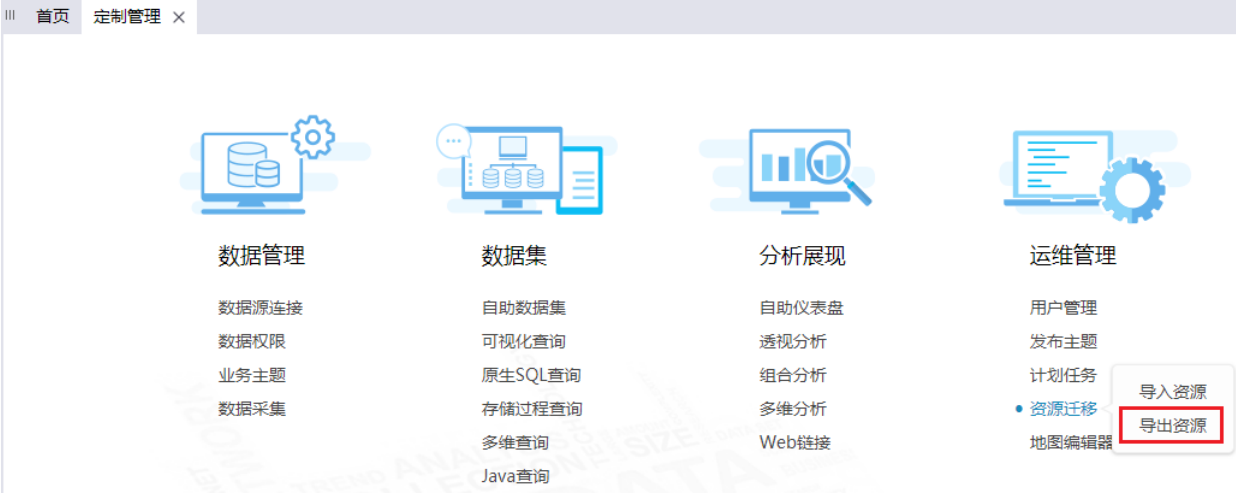 首页 定制管理 ×
数据管理
数据源连接
数据权限
业务主题
数据采集
数据集
自助数据集
可视化查询
原生SQL查询
存储过程查询
多维查询
Java查询
分析展现
自助仪表盘
透视分析
组合分析
多维分析
Web链接
运维管理
用户管理
发布主题
计划任务
资源迁移
地图编辑器
导入资源
导出资源
TREND
SIZE
DATA